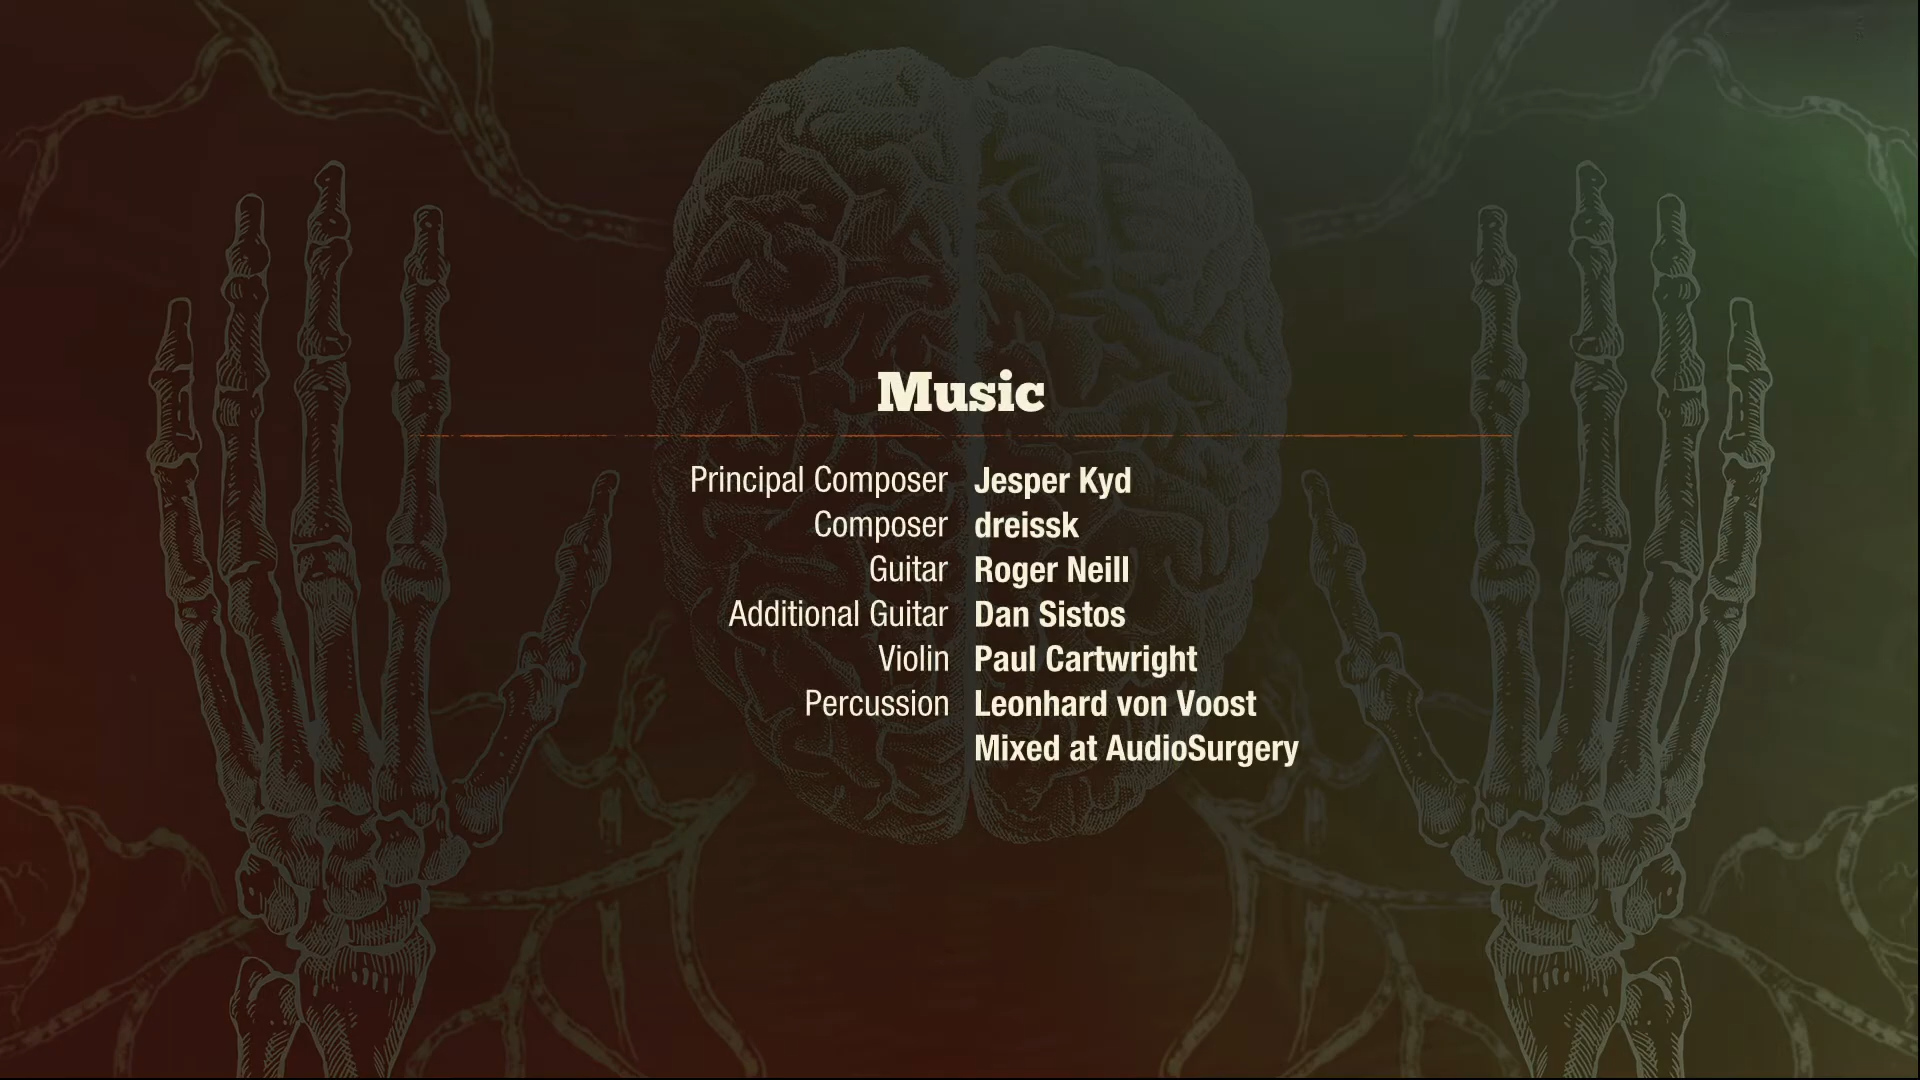 Music
Principal Composer Jesper Kyd
Composer dreissk
Guitar Roger Neill
Additional Guitar Dan Sistos
Violin Paul Cartwright
Percussion Leonhard von Voost
Mixed at AudioSurgery